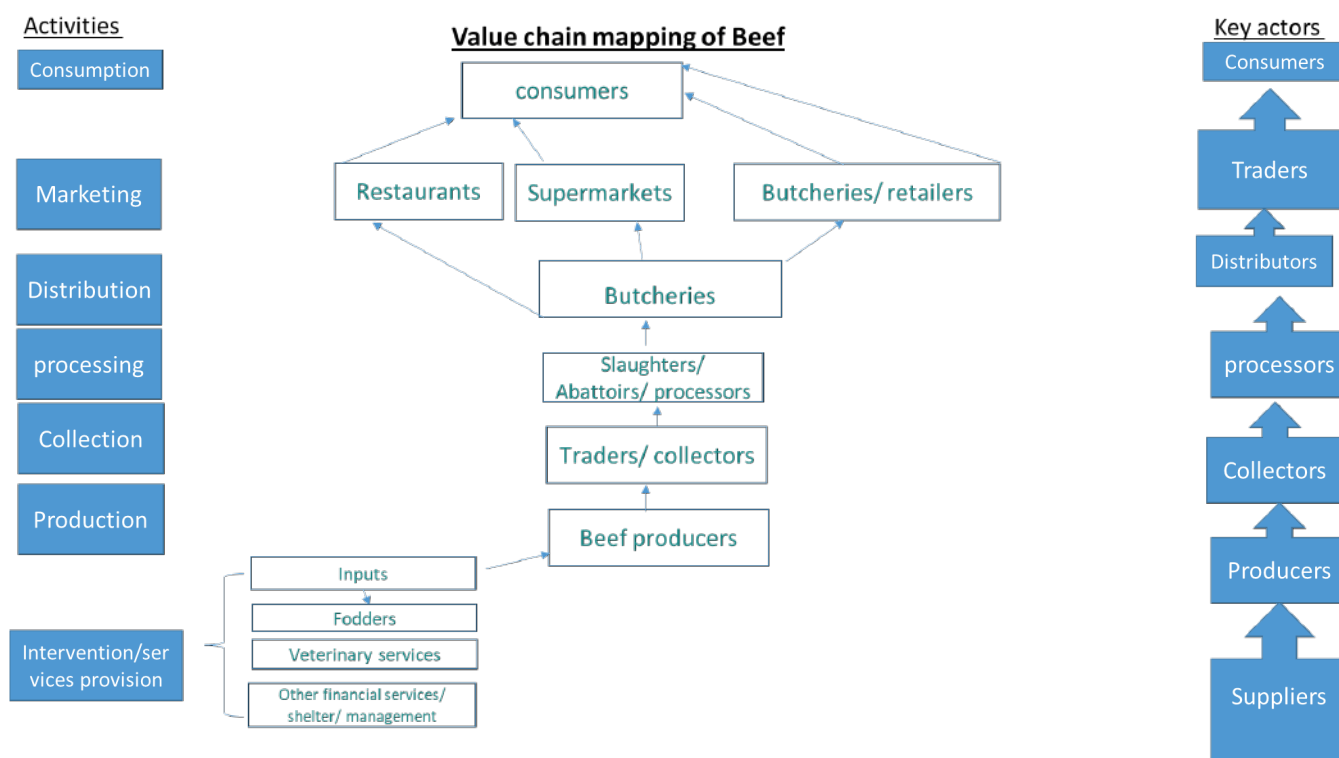 Activities
Value chain mapping of Beef
Key actors
Consumption
consumers
Consumers
Marketing
Restaurants
Supermarkets
Butcheries/ retailers
Traders
Distribution
Butcheries
Distributors
processing
Slaughters/
Abattoirs/ processors
processors
Collection
Traders/ collectors
Collectors
Production
Beef producers
Producers
Inputs
Fodders
Veterinary services
Other financial services/
shelter/ management
Intervention/ser
vices provision
Suppliers